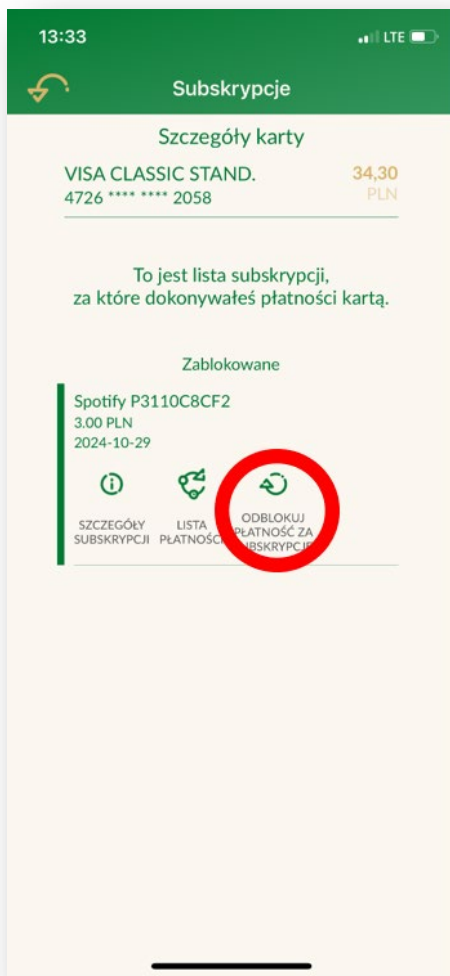 13:33 LTE
Subskrypcje
Szczegóły karty
VISA CLASSIC STAND. 34,30
4726 **** **** 2058 PLN
To jest lista subskrypcji,
za które dokonywałeś płatności kartą.
Zablokowane
Spotify P3110C8CF2
3.00 PLN
2024-10-29
SZCZEGÓŁY SUBSKRYPCJI
LISTA PŁATNOŚCI
ODBLOKUJ
PŁATNOŚĆ ZA
SUBSKRYPCJĘ